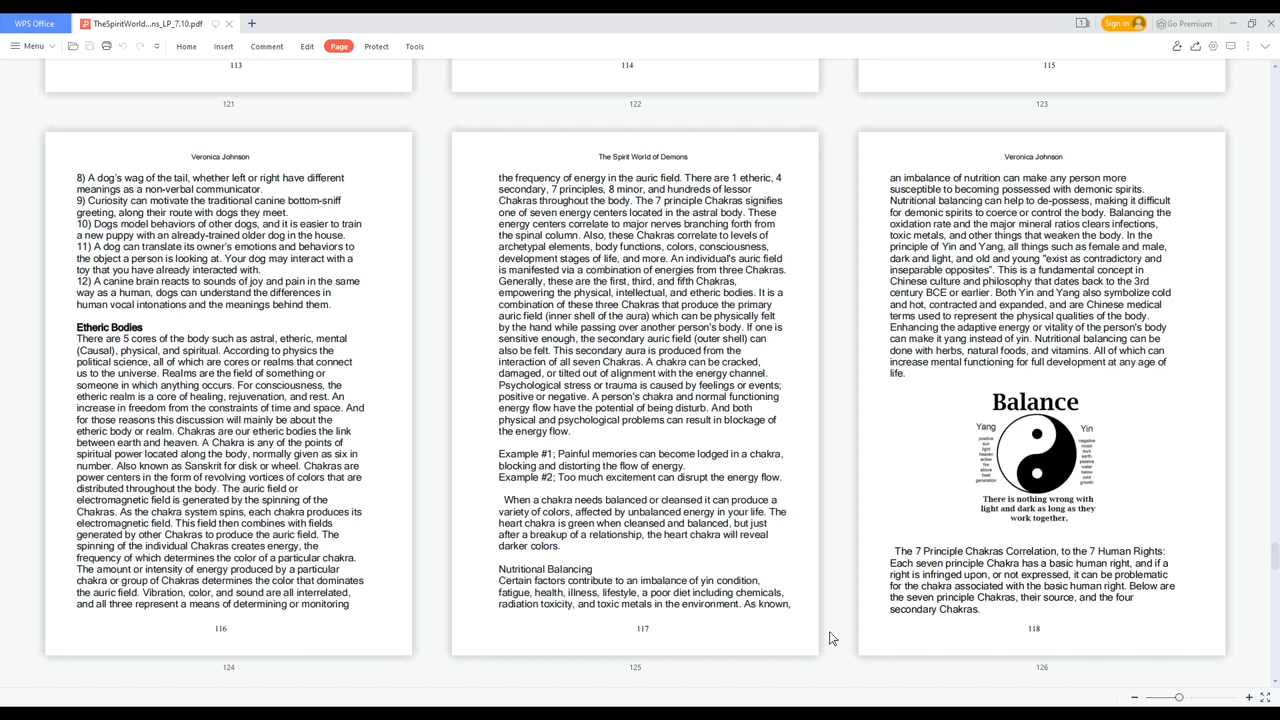 WPS Office
TheSpiritWorld...ns_LP_7.10.pdf
1
Sign in
Go Premium
Menu
Home
Insert
Comment
Edit
Page
Protect
Tools
113
114
115
121
122
123
Veronica Johnson
8) A dog's wag of the tail, whether left or right have different
meanings as a non-verbal communicator.
9) Curiosity can motivate the traditional canine bottom-sniff
greeting, along their route with dogs they meet.
10) Dogs model behaviors of other dogs, and it is easier to train
a new puppy with an already-trained older dog in the house.
11) A dog can translate its owner's emotions and behaviors to
the object a person is looking at. Your dog may interact with a
toy that you have already interacted with.
12) A canine brain reacts to sounds of joy and pain in the same
way as a human, dogs can understand the differences in
human vocal intonations and the meanings behind them.
Etheric Bodies
There are 5 cores of the body such as astral, etheric, mental
(Causal), physical, and spiritual. According to physics the
political science, all of which are cores or realms that connect
us to the universe. Realms are the field of something or
someone in which anything occurs. For consciousness, the
etheric realm is a core of healing, rejuvenation, and rest. An
increase in freedom from the constraints of time and space. And
for those reasons this discussion will mainly be about the
etheric body or realm. Chakras are our etheric bodies the link
between earth and heaven. A Chakra is any of the points of
spiritual power located along the body, normally given as six in
number. Also known as Sanskrit for disk or wheel. Chakras are
power centers in the form of revolving vortices of colors that are
distributed throughout the body. The auric field or
electromagnetic field is generated by the spinning of the
Chakras. As the chakra system spins, each chakra produces its
electromagnetic field. This field then combines with fields
generated by other Chakras to produce the auric field. The
spinning of the individual Chakras creates energy, the
frequency of which determines the color of a particular chakra.
The amount or intensity of energy produced by a particular
chakra or group of Chakras determines the color that dominates
the auric field. Vibration, color, and sound are all interrelated,
and all three represent a means of determining or monitoring
116
124
The Spirit World of Demons
the frequency of energy in the auric field. There are 1 etheric, 4
secondary, 7 principles, 8 minor, and hundreds of lessor
Chakras throughout the body. The 7 principle Chakras signifies
one of seven energy centers located in the astral body. These
energy centers correlate to major nerves branching forth from
the spinal column. Also, these Chakras correlate to levels of
archetypal elements, body functions, colors, consciousness,
development stages of life, and more. An individual's auric field
is manifested via a combination of energies from three Chakras.
Generally, these are the first, third, and fifth Chakras,
empowering the physical, intellectual, and etheric bodies. It is a
combination of these three Chakras that produce the primary
auric field (inner shell of the aura) which can be physically felt
by the hand while passing over another person's body. If one is
sensitive enough, the secondary auric field (outer shell) can
also be felt. This secondary aura is produced from the
interaction of all seven Chakras. A chakra can be cracked,
damaged, or tilted out of alignment with the energy channel.
Psychological stress or trauma is caused by feelings or events;
positive or negative. A person's chakra and normal functioning
energy flow have the potential of being disturb. And both
physical and psychological problems can result in blockage of
the energy flow.
Example #1; Painful memories can become lodged in a chakra,
blocking and distorting the flow of energy.
Example #2; Too much excitement can disrupt the energy flow.
When a chakra needs balanced or cleansed it can produce a
variety of colors, affected by unbalanced energy in your life. The
heart chakra is green when cleansed and balanced, but just
after a breakup of a relationship, the heart chakra will reveal
darker colors.
Nutritional Balancing
Certain factors contribute to an imbalance of yin condition,
fatigue, health, illness, lifestyle, a poor diet including chemicals,
radiation toxicity, and toxic metals in the environment. As known,
117
125
Veronica Johnson
an imbalance of nutrition can make any person more
susceptible to becoming possessed with demonic spirits.
Nutritional balancing can help to de-possess, making it difficult
for demonic spirits to coerce or control the body. Balancing the
oxidation rate and the major mineral ratios clears infections,
toxic metals, and other things that weaken the body. In the
principle of Yin and Yang, all things such as female and male,
dark and light, and old and young "exist as contradictory and
inseparable opposites". This is a fundamental concept in
Chinese culture and philosophy that dates back to the 3rd
century BCE or earlier. Both Yin and Yang also symbolize cold
and hot, contracted and expanded, and are Chinese medical
terms used to represent the physical qualities of the body.
Enhancing the adaptive energy or vitality of the person's body
can make it yang instead of yin. Nutritional balancing can be
done with herbs, natural foods, and vitamins. All of which can
increase mental functioning for full development at any age of
life.
Balance
Yang
positive
sun
light
heaven
active
fire
above
heat
generation
Yin
negative
moon
dark
earth
passive
water
below
cold
growth
There is nothing wrong with
light and dark as long as they
work together.
The 7 Principle Chakras Correlation, to the 7 Human Rights:
Each seven principle Chakra has a basic human right, and if a
right is infringed upon, or not expressed, it can be problematic
for the chakra associated with the basic human right. Below are
the seven principle Chakras, their source, and the four
secondary Chakras.
118
126